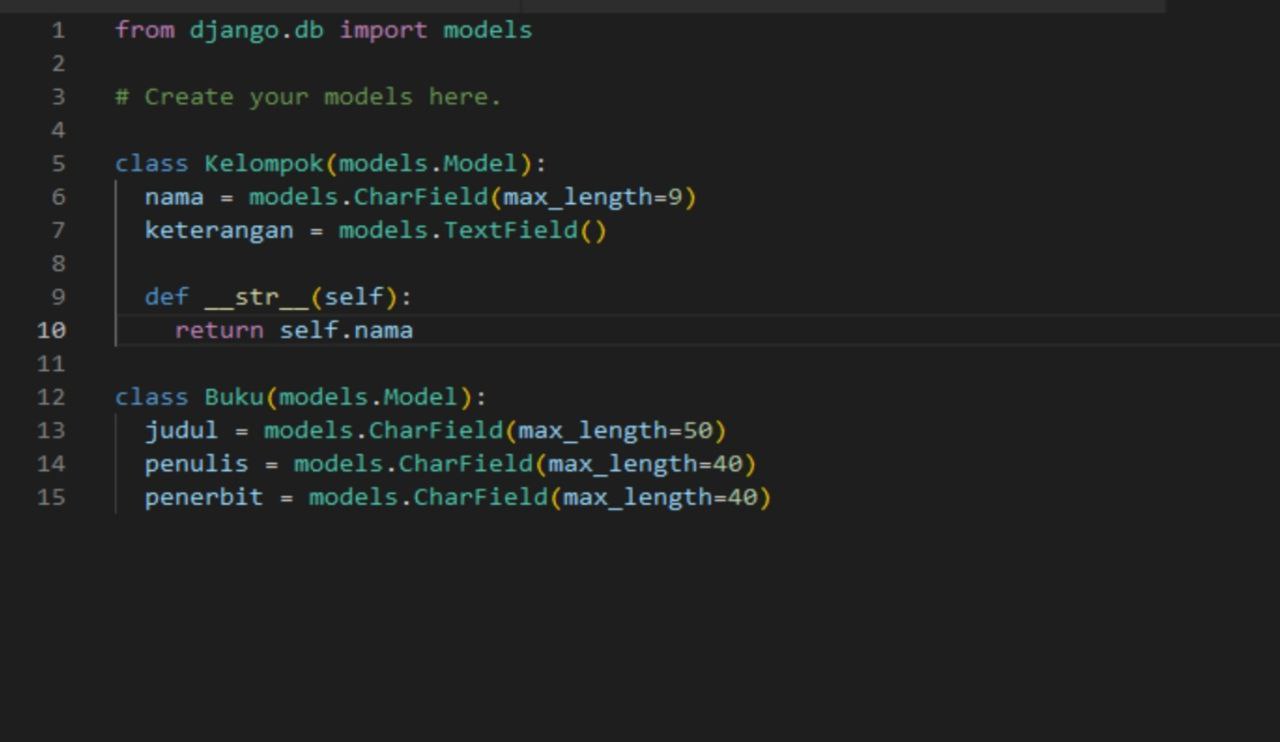 1 from django.db import models
2
3 # Create your models here.
4
5 class Kelompok(models.Model):
6   nama = models.CharField(max_length=9)
7   keterangan = models.TextField()
8
9   def __str__(self):
10     return self.nama
11
12 class Buku(models.Model):
13   judul = models.CharField(max_length=50)
14   penulis = models.CharField(max_length=40)
15   penerbit = models.CharField(max_length=40)